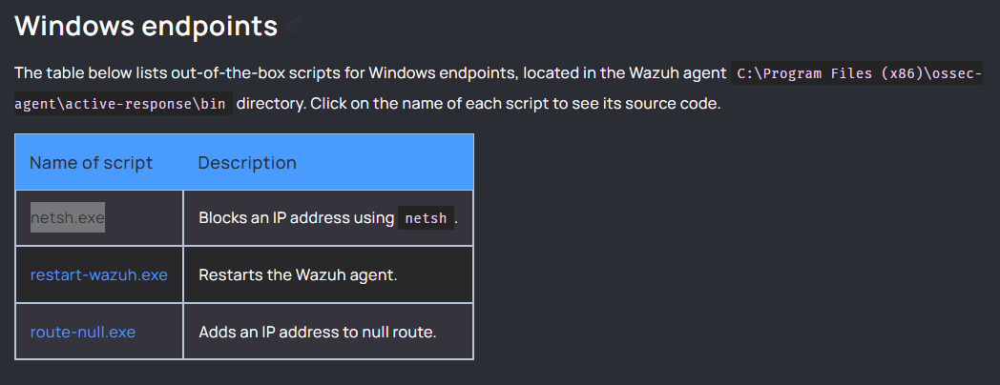 Windows endpoints
The table below lists out-of-the-box scripts for Windows endpoints, located in the Wazuh agent C:\Program Files (x86)\ossec-
agent\active-response\bin directory. Click on the name of each script to see its source code.
Name of script Description
netsh.exe Blocks an IP address using netsh.
restart-wazuh.exe Restarts the Wazuh agent.
route-null.exe Adds an IP address to null route.